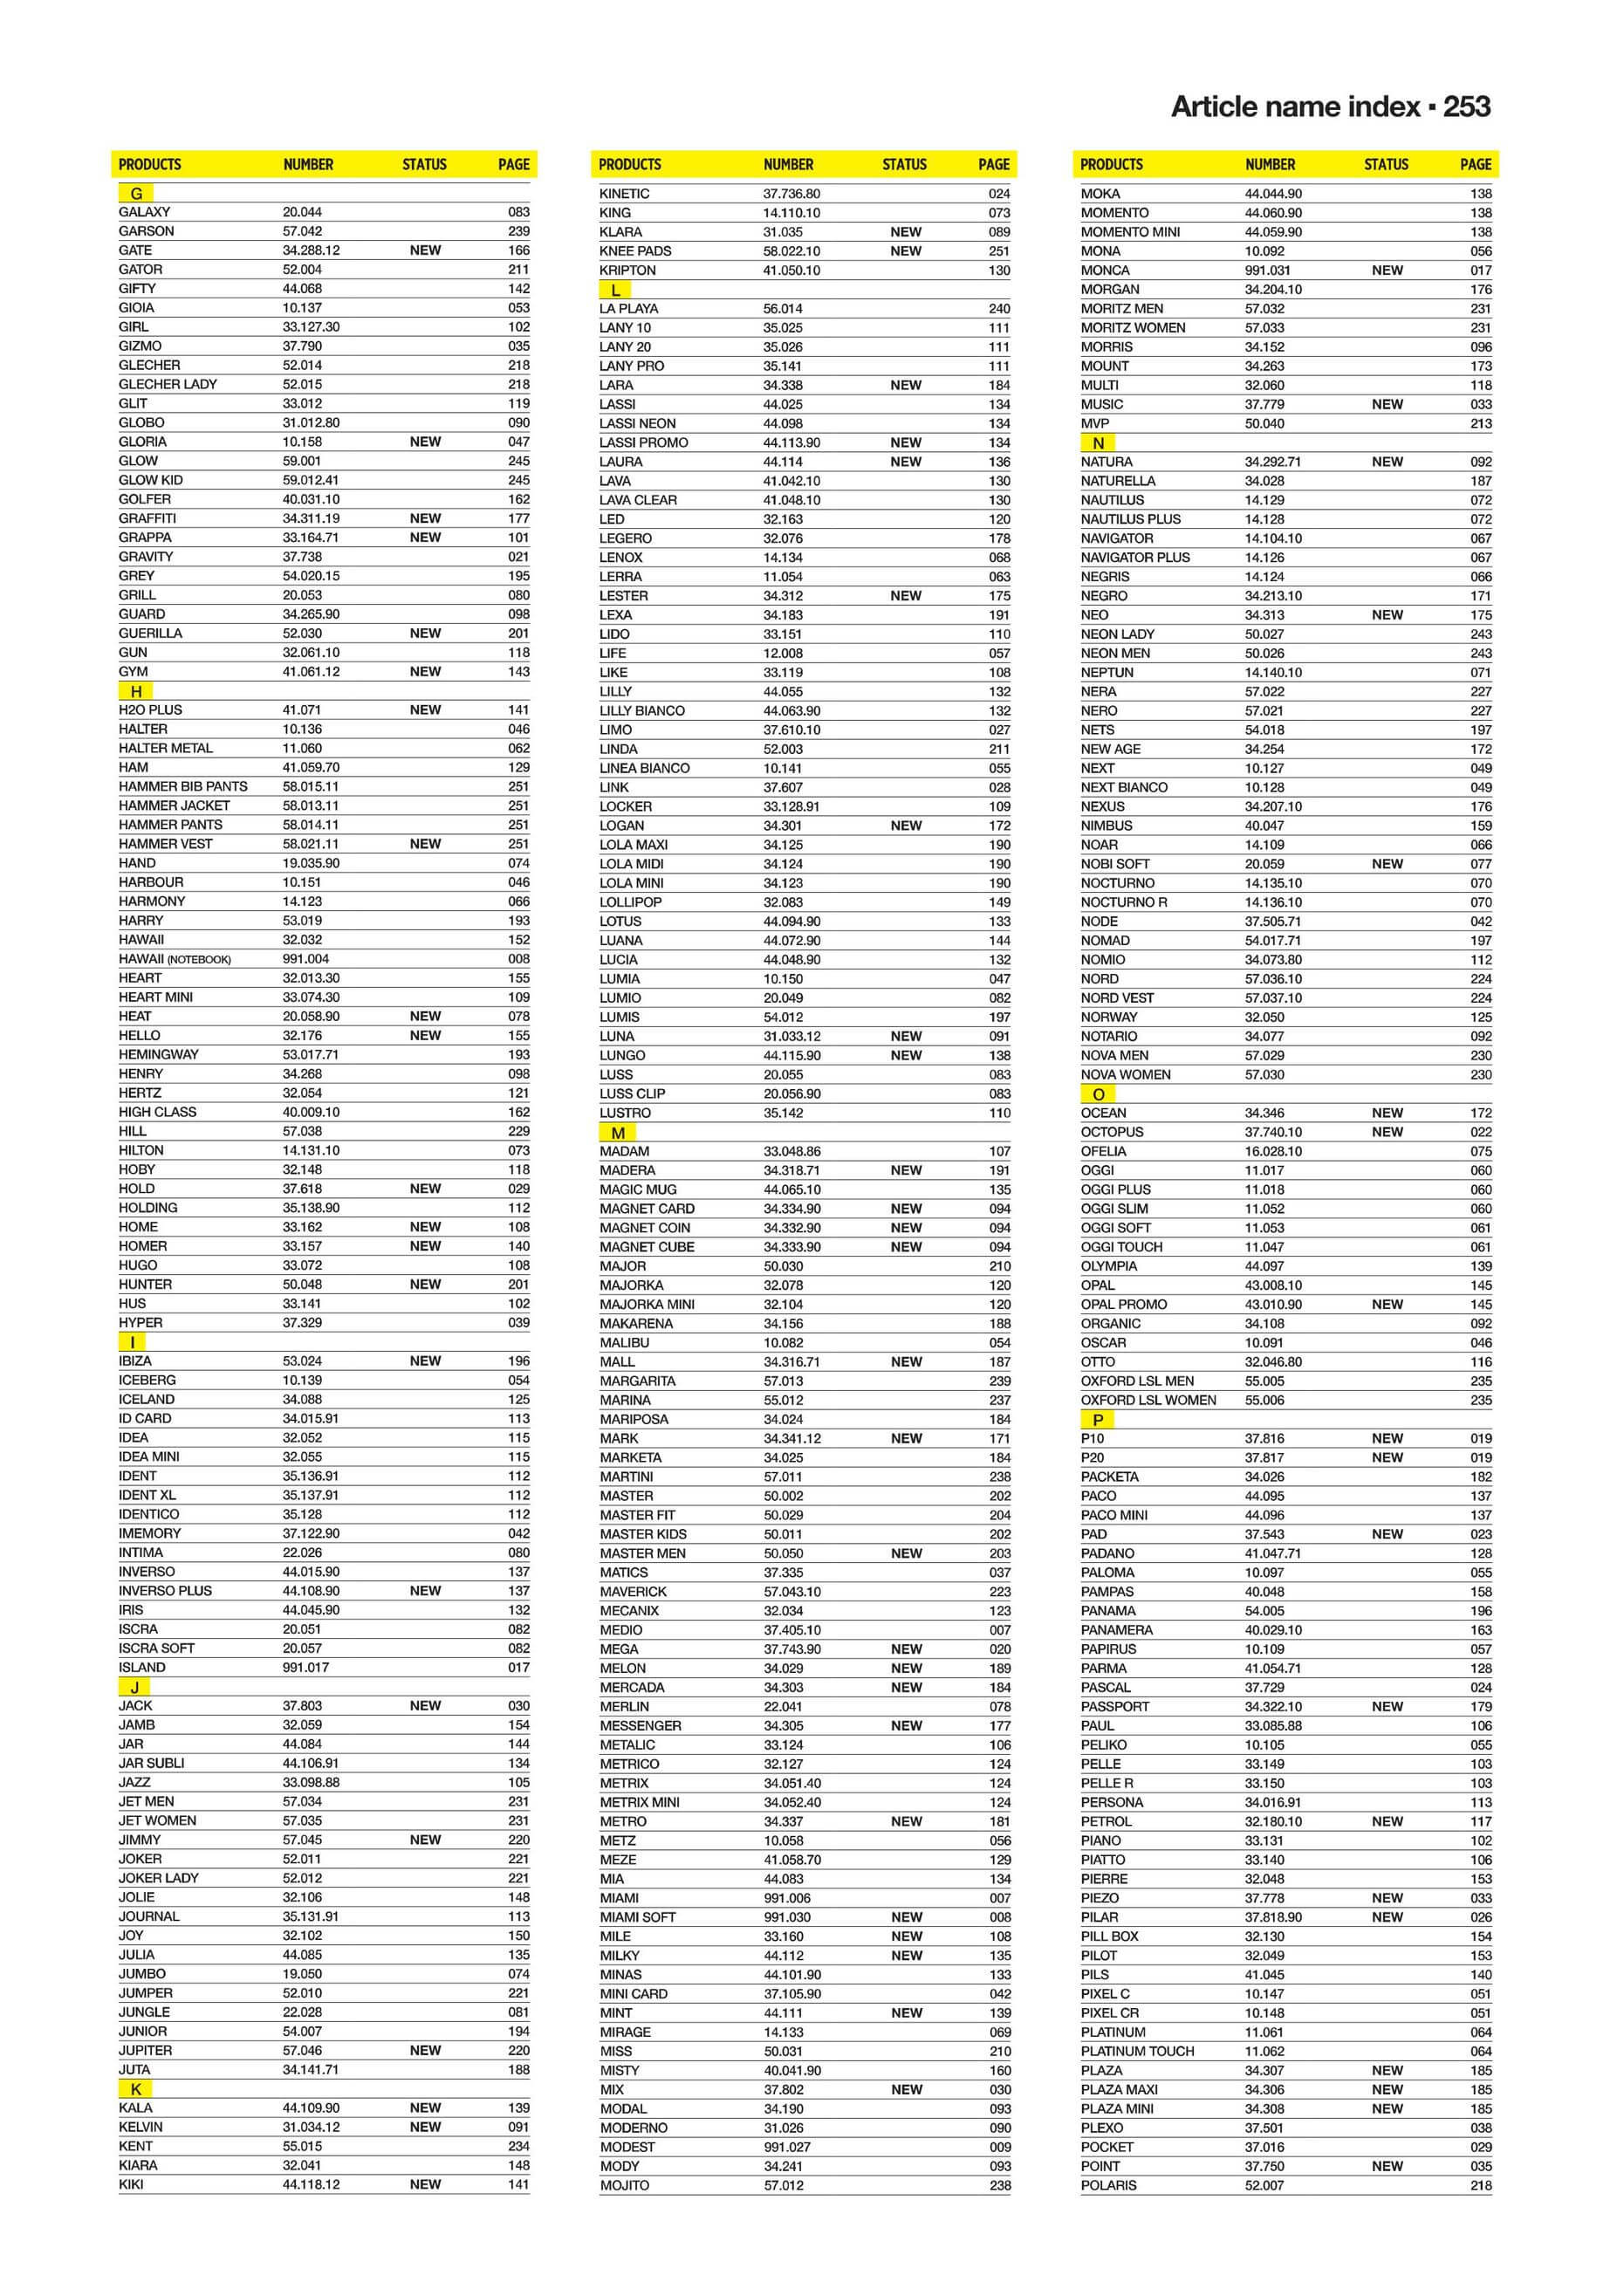 Article name index ▪ 253
PRODUCTS NUMBER STATUS PAGE
G
GALAXY 20.044 083
GARSON 57.042 239
GATE 34.288.12 NEW 166
GATOR 52.004 211
GIFTY 44.068 142
GIOIA 10.137 053
GIRL 33.127.30 102
GIZMO 37.790 035
GLECHER 52.014 218
GLECHER LADY 52.015 218
GLIT 33.012 119
GLOBO 31.012.80 090
GLORIA 10.158 NEW 047
GLOW 59.001 245
GLOW KID 59.012.41 245
GOLFER 40.031.10 162
GRAFFITI 34.311.19 NEW 177
GRAPPA 33.164.71 NEW 101
GRAVITY 37.738 021
GREY 54.020.15 195
GRILL 20.053 080
GUARD 34.265.90 098
GUERILLA 52.030 NEW 201
GUN 32.061.10 118
GYM 41.061.12 NEW 143
H
H2O PLUS 41.071 NEW 141
HALTER 10.136 046
HALTER METAL 11.060 062
HAM 41.059.70 129
HAMMER BIB PANTS 58.015.11 251
HAMMER JACKET 58.013.11 251
HAMMER PANTS 58.014.11 251
HAMMER VEST 58.021.11 NEW 251
HAND 19.035.90 074
HARBOUR 10.151 046
HARMONY 14.123 066
HARRY 53.019 193
HAWAII 32.032 152
HAWAII (NOTEBOOK) 991.004 008
HEART 32.013.30 155
HEART MINI 33.074.30 109
HEAT 20.058.90 NEW 078
HELLO 32.176 NEW 155
HEMINGWAY 53.017.71 193
HENRY 34.268 098
HERTZ 32.054 121
HIGH CLASS 40.009.10 162
HILL 57.038 229
HILTON 14.131.10 073
HOBY 32.148 118
HOLD 37.618 NEW 029
HOLDING 35.138.90 112
HOME 33.162 NEW 108
HOMER 33.157 NEW 140
HUGO 33.072 108
HUNTER 50.048 NEW 201
HUS 33.141 102
HYPER 37.329 039
I
IBIZA 53.024 NEW 196
ICEBERG 10.139 054
ICELAND 34.088 125
ID CARD 34.015.91 113
IDEA 32.052 115
IDEA MINI 32.055 115
IDENT 35.136.91 112
IDENT XL 35.137.91 112
IDENTICO 35.128 112
IMEMORY 37.122.90 042
INTIMA 22.026 080
INVERSO 44.015.90 137
INVERSO PLUS 44.108.90 NEW 137
IRIS 44.045.90 132
ISCRA 20.051 082
ISCRA SOFT 20.057 082
ISLAND 991.017 017
J
JACK 37.803 NEW 030
JAMB 32.059 154
JAR 44.084 144
JAR SUBLI 44.106.91 134
JAZZ 33.098.88 105
JET MEN 57.034 231
JET WOMEN 57.035 231
JIMMY 57.045 NEW 220
JOKER 52.011 221
JOKER LADY 52.012 221
JOLIE 32.106 148
JOURNAL 35.131.91 113
JOY 32.102 150
JULIA 44.085 135
JUMBO 19.050 074
JUMPER 52.010 221
JUNGLE 22.028 081
JUNIOR 54.007 194
JUPITER 57.046 NEW 220
JUTA 34.141.71 188
K
KALA 44.109.90 NEW 139
KELVIN 31.034.12 NEW 091
KENT 55.015 234
KIARA 32.041 148
KIKI 44.118.12 NEW 141
PRODUCTS NUMBER STATUS PAGE
KINETIC 37.736.80 024
KING 14.110.10 073
KLARA 31.035 NEW 089
KNEE PADS 58.022.10 NEW 251
KRIPTON 41.050.10 130
L
LA PLAYA 56.014 240
LANY 10 35.025 111
LANY 20 35.026 111
LANY PRO 35.141 111
LARA 34.338 NEW 184
LASSI 44.025 134
LASSI NEON 44.098 134
LASSI PROMO 44.113.90 NEW 134
LAURA 44.114 NEW 136
LAVA 41.042.10 130
LAVA CLEAR 41.048.10 130
LED 32.163 120
LEGERO 32.076 178
LENOX 14.134 068
LERRA 11.054 063
LESTER 34.312 NEW 175
LEXA 34.183 191
LIDO 33.151 110
LIFE 12.008 057
LIKE 33.119 108
LILLY 44.055 132
LILLY BIANCO 44.063.90 132
LIMO 37.610.10 027
LINDA 52.003 211
LINEA BIANCO 10.141 055
LINK 37.607 028
LOCKER 33.128.91 109
LOGAN 34.301 NEW 172
LOLA MAXI 34.125 190
LOLA MIDI 34.124 190
LOLA MINI 34.123 190
LOLLIPOP 32.083 149
LOTUS 44.094.90 133
LUANA 44.072.90 144
LUCIA 44.048.90 132
LUMIA 10.150 047
LUMIO 20.049 082
LUMIS 54.012 197
LUNA 31.033.12 NEW 091
LUNGO 44.115.90 NEW 138
LUSS 20.055 083
LUSS CLIP 20.056.90 083
LUSTRO 35.142 110
M
MADAM 33.048.86 107
MADERA 34.318.71 NEW 191
MAGIC MUG 44.065.10 135
MAGNET CARD 34.334.90 NEW 094
MAGNET COIN 34.332.90 NEW 094
MAGNET CUBE 34.333.90 NEW 094
MAJOR 50.030 210
MAJORKA 32.078 120
MAJORKA MINI 32.104 120
MAKARENA 34.156 188
MALIBU 10.082 054
MALL 34.316.71 NEW 187
MARGARITA 57.013 239
MARINA 55.012 237
MARIPOSA 34.024 184
MARK 34.341.12 NEW 171
MARKETA 34.025 184
MARTINI 57.011 238
MASTER 50.002 202
MASTER FIT 50.029 204
MASTER KIDS 50.011 202
MASTER MEN 50.050 NEW 203
MATICS 37.335 037
MAVERICK 57.043.10 223
MECANIX 32.034 123
MEDIO 37.405.10 007
MEGA 37.743.90 NEW 020
MELON 34.029 NEW 189
MERCADA 34.303 NEW 184
MERLIN 22.041 078
MESSENGER 34.305 NEW 177
METALIC 33.124 106
METRICO 32.127 124
METRIX 34.051.40 124
METRIX MINI 34.052.40 124
METRO 34.337 NEW 181
METZ 10.058 056
MEZE 41.058.70 129
MIA 44.083 134
MIAMI 991.006 007
MIAMI SOFT 991.030 NEW 008
MILE 33.160 NEW 108
MILKY 44.112 NEW 135
MINAS 44.101.90 133
MINI CARD 37.105.90 042
MINT 44.111 NEW 139
MIRAGE 14.133 069
MISS 50.031 210
MISTY 40.041.90 160
MIX 37.802 NEW 030
MODAL 34.190 093
MODERNO 31.026 090
MODEST 991.027 009
MODY 34.241 093
MOJITO 57.012 238
PRODUCTS NUMBER STATUS PAGE
MOKA 44.044.90 138
MOMENTO 44.060.90 138
MOMENTO MINI 44.059.90 138
MONA 10.092 056
MONCA 991.031 NEW 017
MORGAN 34.204.10 176
MORITZ MEN 57.032 231
MORITZ WOMEN 57.033 231
MORRIS 34.152 096
MOUNT 34.263 173
MULTI 32.060 118
MUSIC 37.779 NEW 033
MVP 50.040 213
N
NATURA 34.292.71 NEW 092
NATURELLA 34.028 187
NAUTILUS 14.129 072
NAUTILUS PLUS 14.128 072
NAVIGATOR 14.104.10 067
NAVIGATOR PLUS 14.126 067
NEGRIS 14.124 066
NEGRO 34.213.10 171
NEO 34.313 NEW 175
NEON LADY 50.027 243
NEON MEN 50.026 243
NEPTUN 14.140.10 071
NERA 57.022 227
NERO 57.021 227
NETS 54.018 197
NEW AGE 34.254 172
NEXT 10.127 049
NEXT BIANCO 10.128 049
NEXUS 34.207.10 176
NIMBUS 40.047 159
NOAR 14.109 066
NOBI SOFT 20.059 NEW 077
NOCTURNO 14.135.10 070
NOCTURNO R 14.136.10 070
NODE 37.505.71 042
NOMAD 54.017.71 197
NOMIO 34.073.80 112
NORD 57.036.10 224
NORD VEST 57.037.10 224
NORWAY 32.050 125
NOTARIO 34.077 092
NOVA MEN 57.029 230
NOVA WOMEN 57.030 230
O
OCEAN 34.346 NEW 172
OCTOPUS 37.740.10 NEW 022
OFELIA 16.028.10 075
OGGI 11.017 060
OGGI PLUS 11.018 060
OGGI SLIM 11.052 060
OGGI SOFT 11.053 061
OGGI TOUCH 11.047 061
OLYMPIA 44.097 139
OPAL 43.008.10 145
OPAL PROMO 43.010.90 NEW 145
ORGANIC 34.108 092
OSCAR 10.091 046
OTTO 32.046.80 116
OXFORD LSL MEN 55.005 235
OXFORD LSL WOMEN 55.006 235
P
P10 37.816 NEW 019
P20 37.817 NEW 019
PACKETA 34.026 182
PACO 44.095 137
PACO MINI 44.096 137
PAD 37.543 NEW 023
PADANO 41.047.71 128
PALOMA 10.097 055
PAMPAS 40.048 158
PANAMA 54.005 196
PANAMERA 40.029.10 163
PAPIRUS 10.109 057
PARMA 41.054.71 128
PASCAL 37.729 024
PASSPORT 34.322.10 NEW 179
PAUL 33.085.88 106
PELIKO 10.105 055
PELLE 33.149 103
PELLE R 33.150 103
PERSONA 34.016.91 113
PETROL 32.180.10 NEW 117
PIANO 33.131 102
PIATTO 33.140 106
PIERRE 32.048 153
PIEZO 37.778 NEW 033
PILAR 37.818.90 NEW 026
PILL BOX 32.130 154
PILOT 32.049 153
PILS 41.045 140
PIXEL C 10.147 051
PIXEL CR 10.148 051
PLATINUM 11.061 064
PLATINUM TOUCH 11.062 064
PLAZA 34.307 NEW 185
PLAZA MAXI 34.306 NEW 185
PLAZA MINI 34.308 NEW 185
PLEXO 37.501 038
POCKET 37.016 029
POINT 37.750 NEW 035
POLARIS 52.007 218